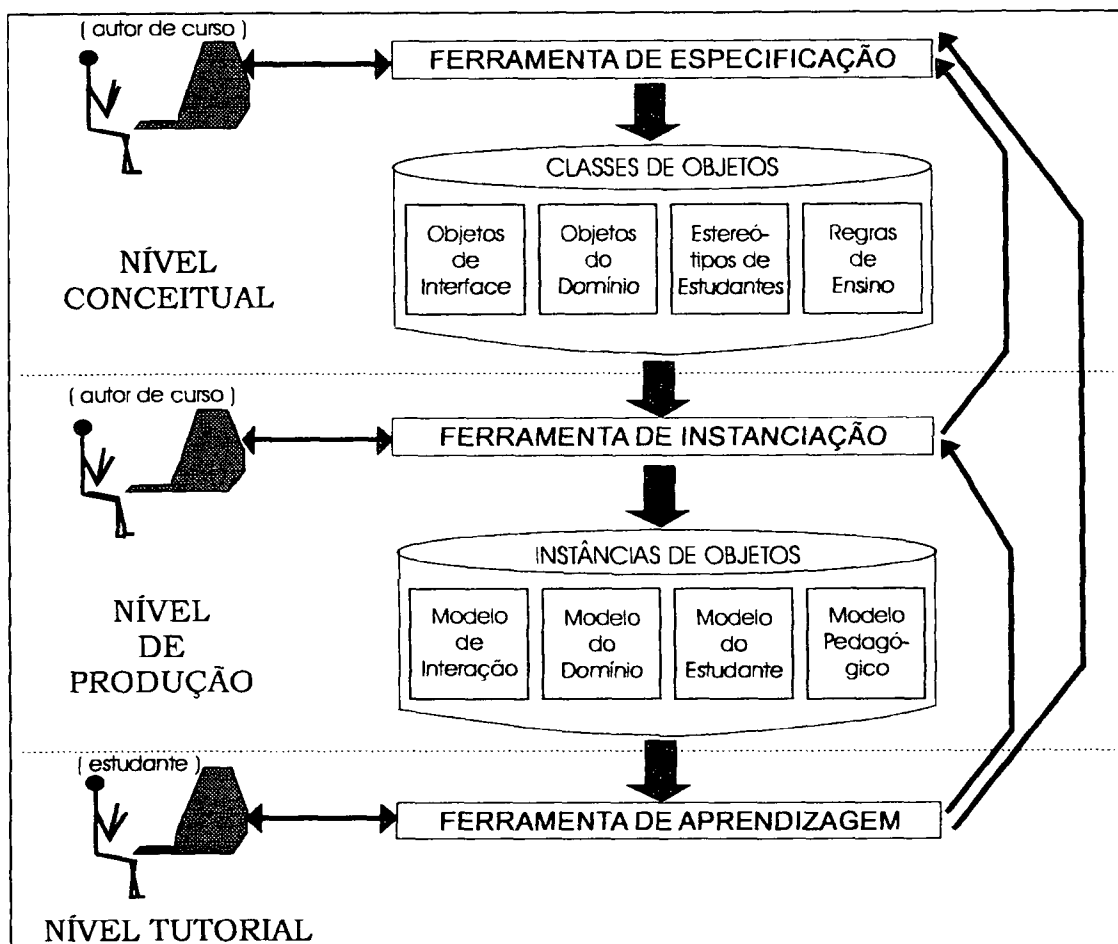 ( autor de curso )
FERRAMENTA DE ESPECIFICAÇÃO
CLASSES DE OBJETOS
Objetos
de
Interface
Objetos
do
Domínio
Estereó-
tipos de
Estudantes
Regras
de
Ensino
NÍVEL
CONCEITUAL
( autor de curso )
FERRAMENTA DE INSTANCIAÇÃO
INSTÂNCIAS DE OBJETOS
Modelo
de
Interação
Modelo
do
Domínio
Modelo
do
Estudante
Modelo
Pedagó-
gico
NÍVEL
DE
PRODUÇÃO
( estudante )
FERRAMENTA DE APRENDIZAGEM
NÍVEL TUTORIAL